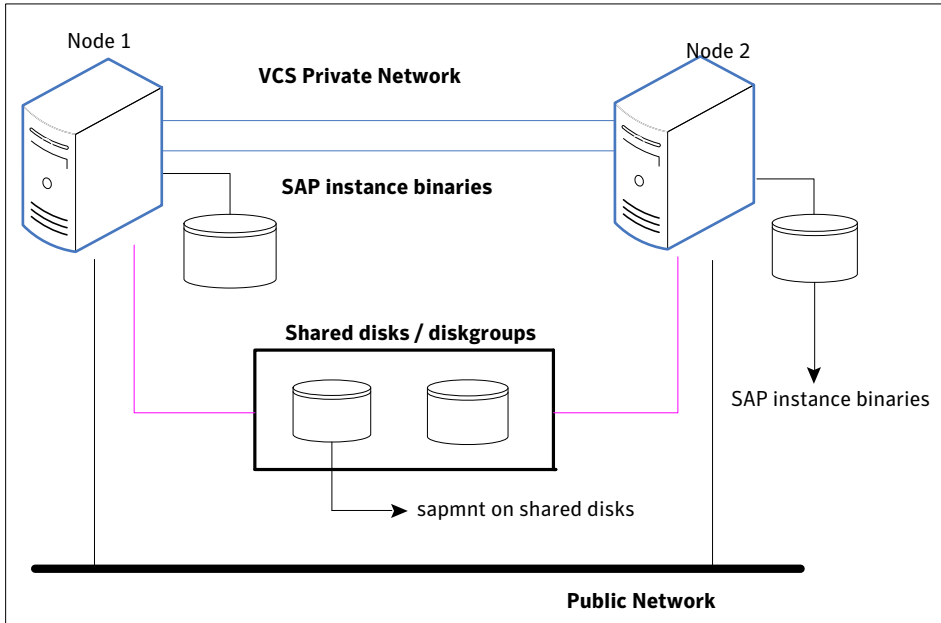 Node 1
Node 2
VCS Private Network
SAP instance binaries
Shared disks / diskgroups
SAP instance binaries
sapmnt on shared disks
Public Network